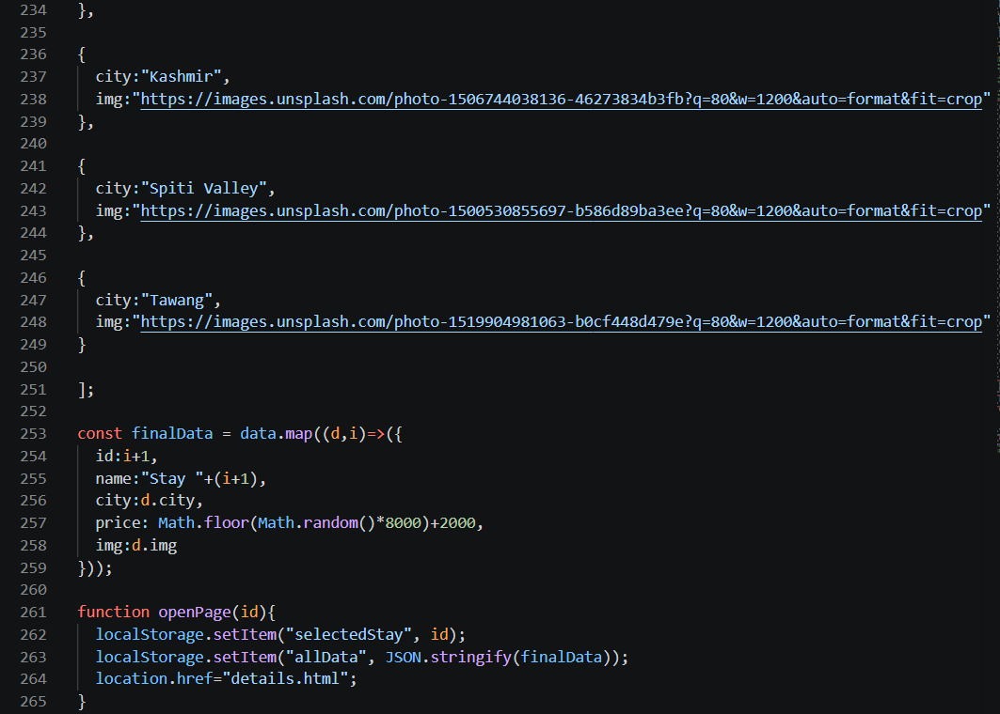 234 },
235
236 {
237 city:"Kashmir",
238 img:"https://images.unsplash.com/photo-1506744038136-46273834b3fb?q=80&w=1200&auto=format&fit=crop"
239 },
240
241 {
242 city:"Spiti Valley",
243 img:"https://images.unsplash.com/photo-1500530855697-b586d89ba3ee?q=80&w=1200&auto=format&fit=crop"
244 },
245
246 {
247 city:"Tawang",
248 img:"https://images.unsplash.com/photo-1519904981063-b0cf448d479e?q=80&w=1200&auto=format&fit=crop"
249 }
250
251 ];
252
253 const finalData = data.map((d,i)=>({
254 id:i+1,
255 name:"Stay "+(i+1),
256 city:d.city,
257 price: Math.floor(Math.random()*8000)+2000,
258 img:d.img
259 }));
260
261 function openPage(id){
262 localStorage.setItem("selectedStay", id);
263 localStorage.setItem("allData", JSON.stringify(finalData));
264 location.href="details.html";
265 }